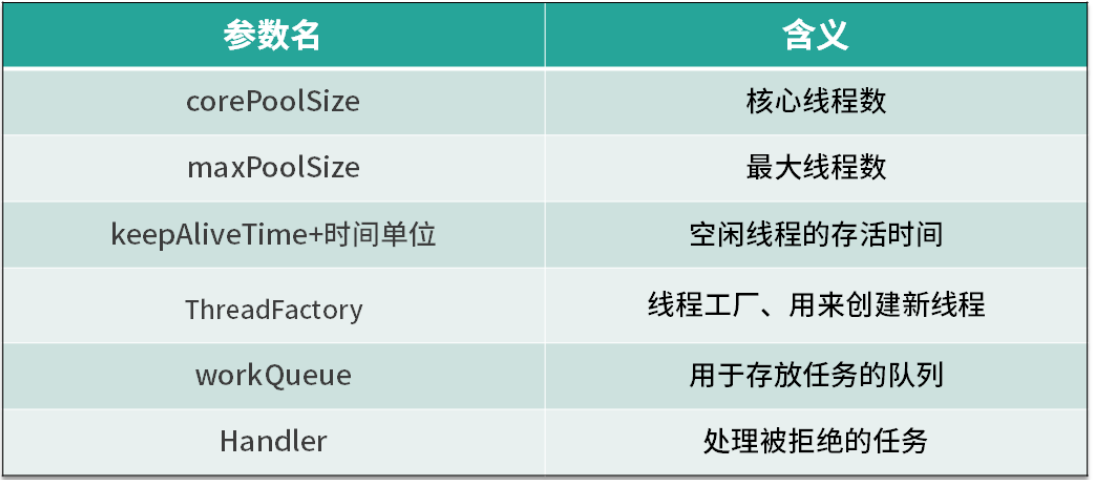 参数名 含义
corePoolSize 核心线程数
maxPoolSize 最大线程数
keepAliveTime+时间单位 空闲线程的存活时间
ThreadFactory 线程工厂、用来创建新线程
workQueue 用于存放任务的队列
Handler 处理被拒绝的任务